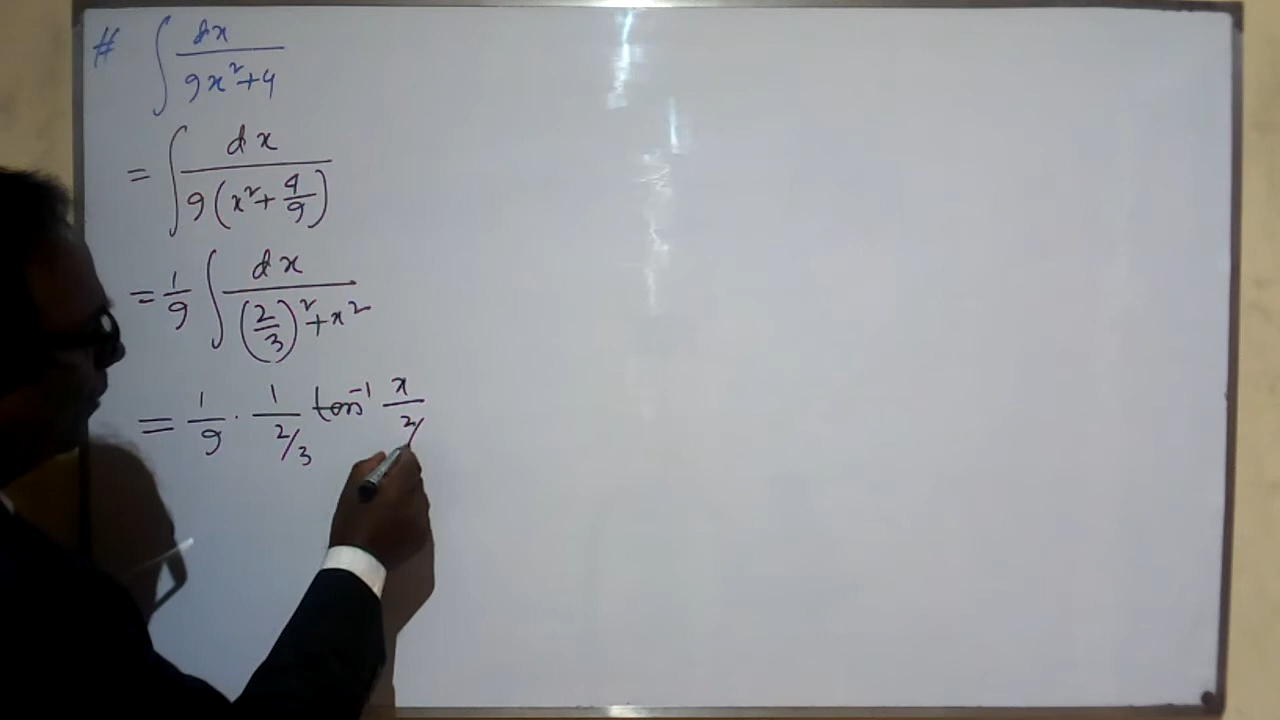 # ∫ dx / 9x²+4
= ∫ dx / 9(x²+ 4/9)
= 1/9 ∫ dx / (2/3)²+x²
= 1/9 · 1 / 2/3 tan⁻¹ x / 2/